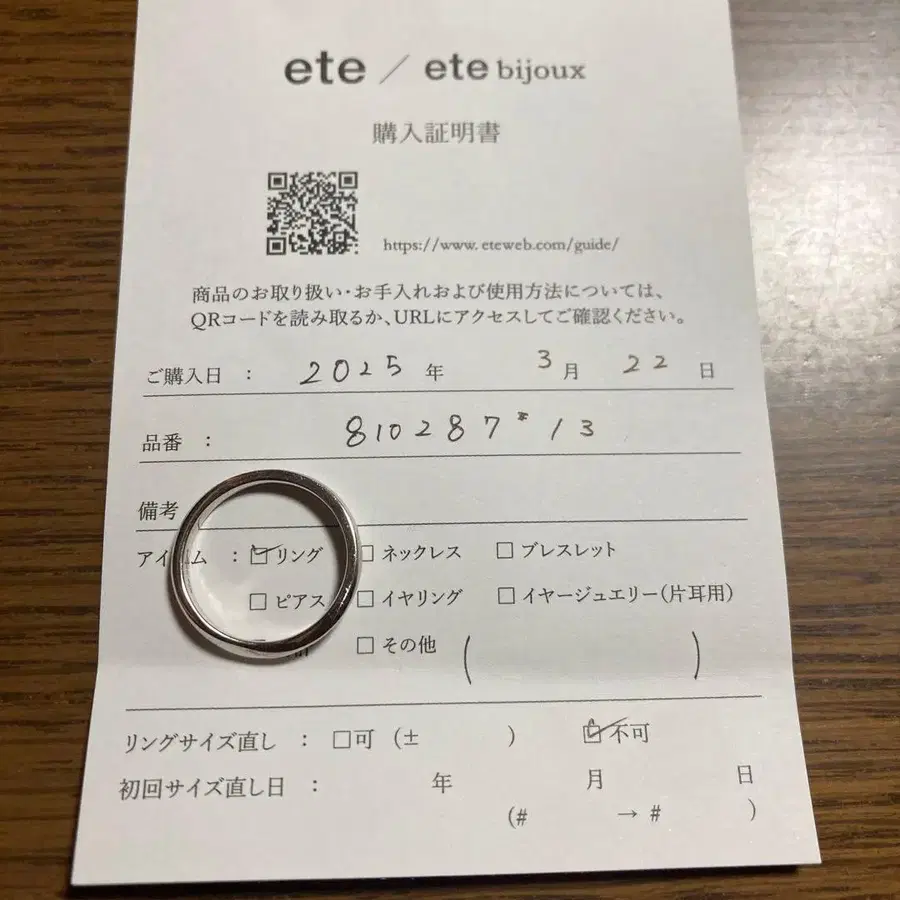 ete / ete bijoux
購入証明書
https://www.eteweb.com/guide/
商品のお取り扱い・お手入れおよび使用方法については、
QRコードを読み取るか、URLにアクセスしてご確認ください。
ご購入日 : 2025 年 3 月 22 日
品番 : 810287 * 13
備考
アイ ム : ☑ リング □ ネックレス □ ブレスレット
□ ピアス □ イヤリング □ イヤージュエリー(片耳用)
□ その他 ( )
リングサイズ直し : □可 (± ) ☑不可
初回サイズ直し日 : 年 月 日
(# → # )